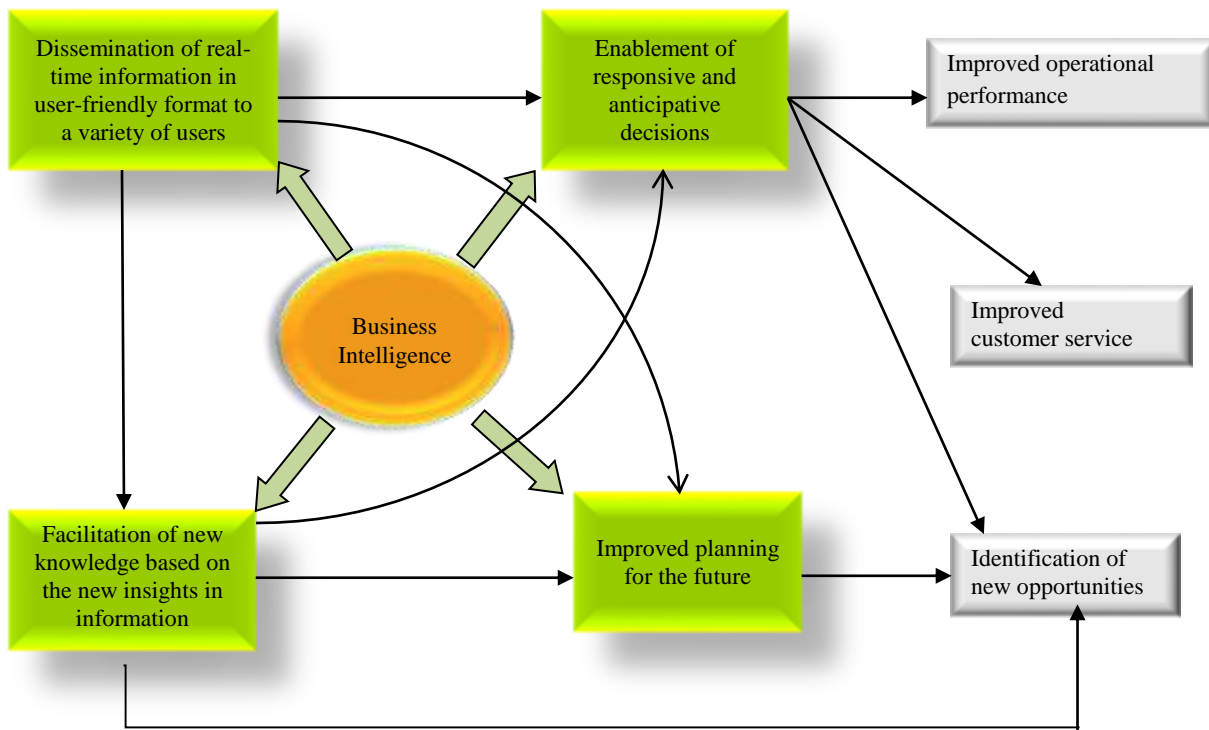 Dissemination of real-
time information in
user-friendly format to
a variety of users
Enablement of
responsive and
anticipative
decisions
Improved operational
performance
Business
Intelligence
Improved
customer service
Facilitation of new
knowledge based on
the new insights in
information
Improved planning
for the future
Identification of
new opportunities